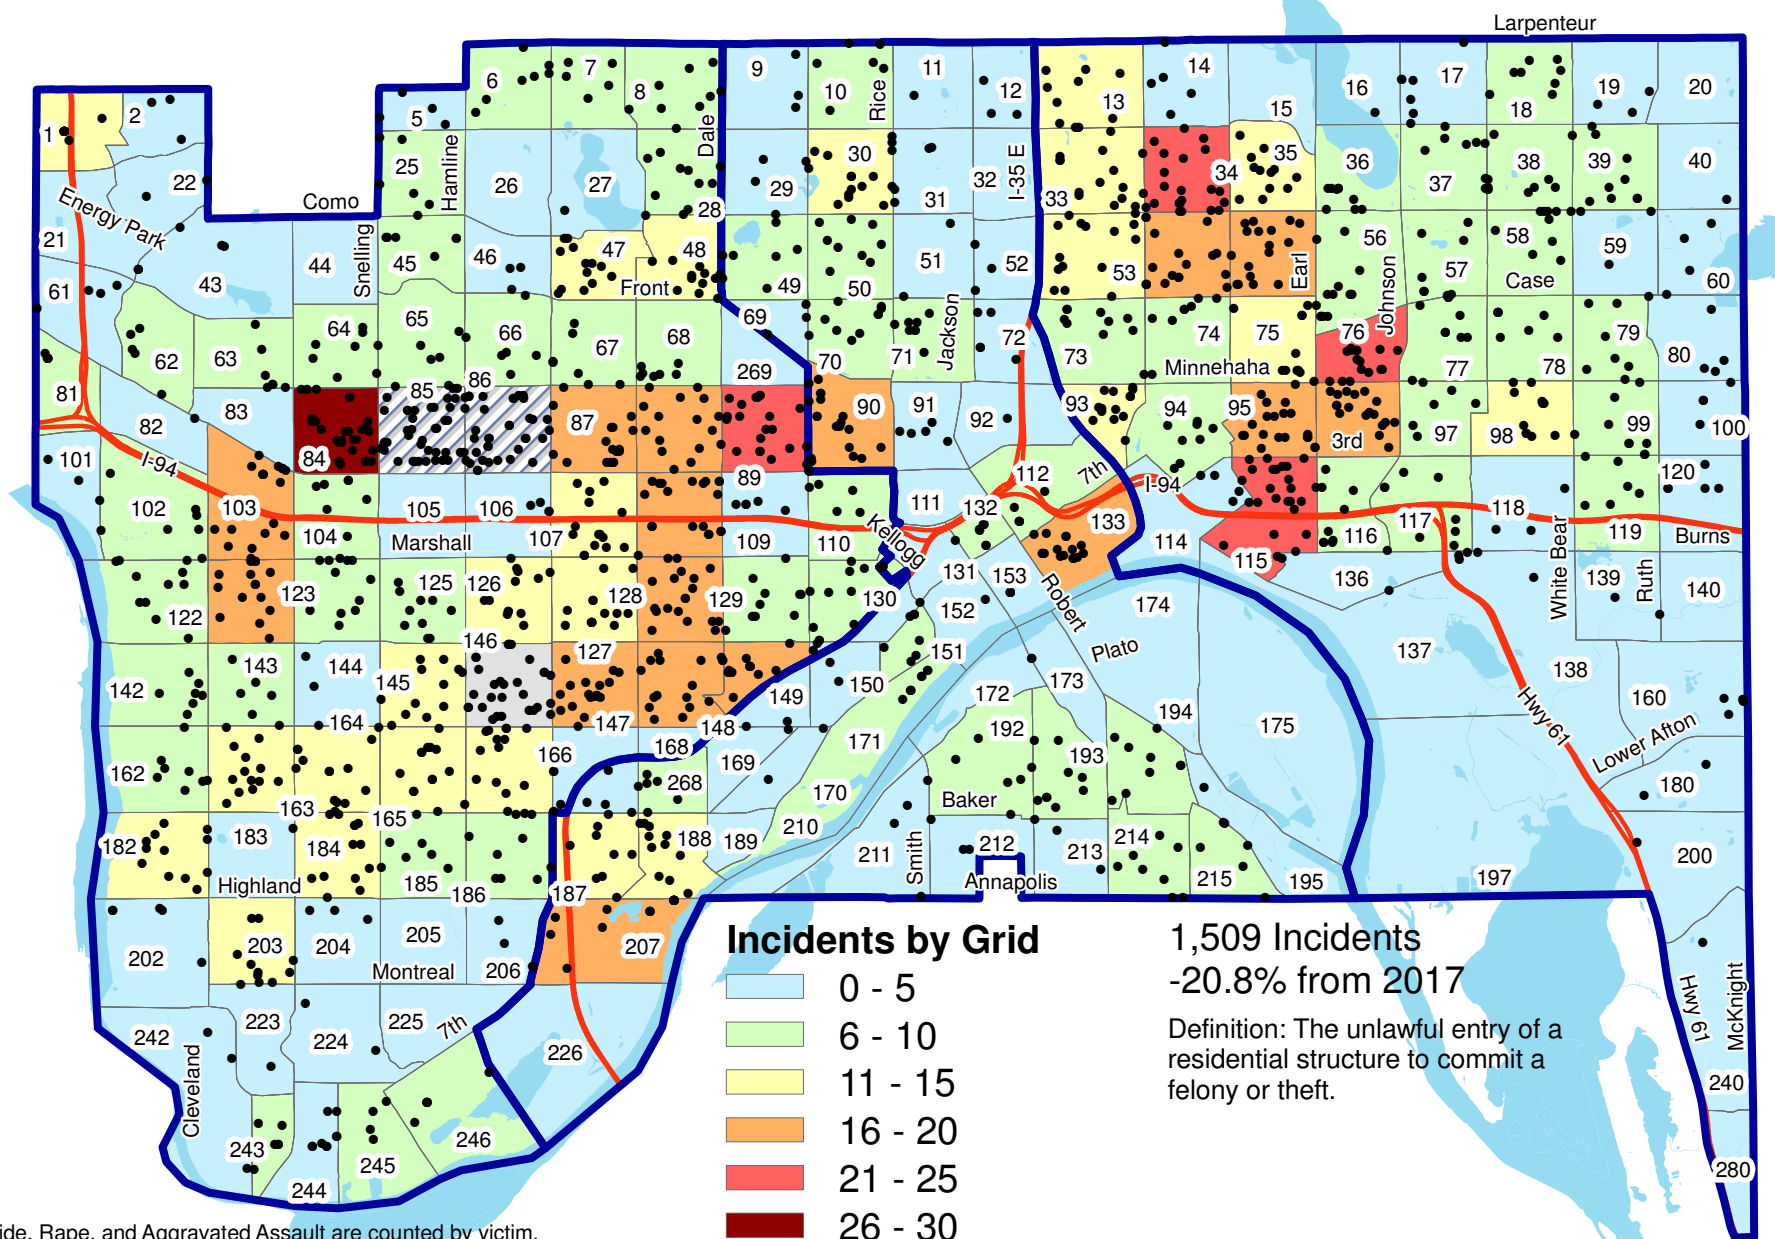 Larpenteur
6 7 8 9 10 Rice 11 12 13 14 15 16 17 18 19 20
1 2 5 Hamline Dale I-35 E
22 25 26 27 28 29 30 31 32 33 34 35 36 37 38 39 40
Energy Park
Como
21 43 44 Snelling 45 46 47 48 49 50 51 52 53 Earl 56 57 58 59 60
Front
Case
Johnson
61 62 63 64 65 66 67 68 69 70 71 Jackson 72 73 74 75 76 77 78 79 80
269
Minnehaha
81 82 83 84 85 86 87 89 90 91 92 93 94 95 97 98 99 100
3rd
I-94
7th
I-94
101 102 103 104 105 106 107 109 110 111 112 132 133 114 115 116 117 118 119 120
Marshall
Kellogg
White Bear
Burns
122 123 125 126 128 129 130 131 152 153 174 136 137 139 Ruth 140
Robert
Plato
142 143 144 145 146 127 147 148 149 150 151 172 173 175 138 160
Hwy 61
Lower Afton
162 163 164 165 166 168 268 169 170 171 192 193 194 180
Baker
182 183 184 185 186 187 188 189 210 211 Smith 212 213 214 215 195 197 200
Highland
Annapolis
202 203 204 205 206 207
Montreal
242 223 224 225 7th 226
Cleveland
243 244 245 246
Hwy 61
McKnight
240
280
Incidents by Grid
0 - 5
6 - 10
11 - 15
16 - 20
21 - 25
26 - 30
1,509 Incidents
-20.8% from 2017
Definition: The unlawful entry of a
residential structure to commit a
felony or theft.
ide, Rape, and Aggravated Assault are counted by victim.